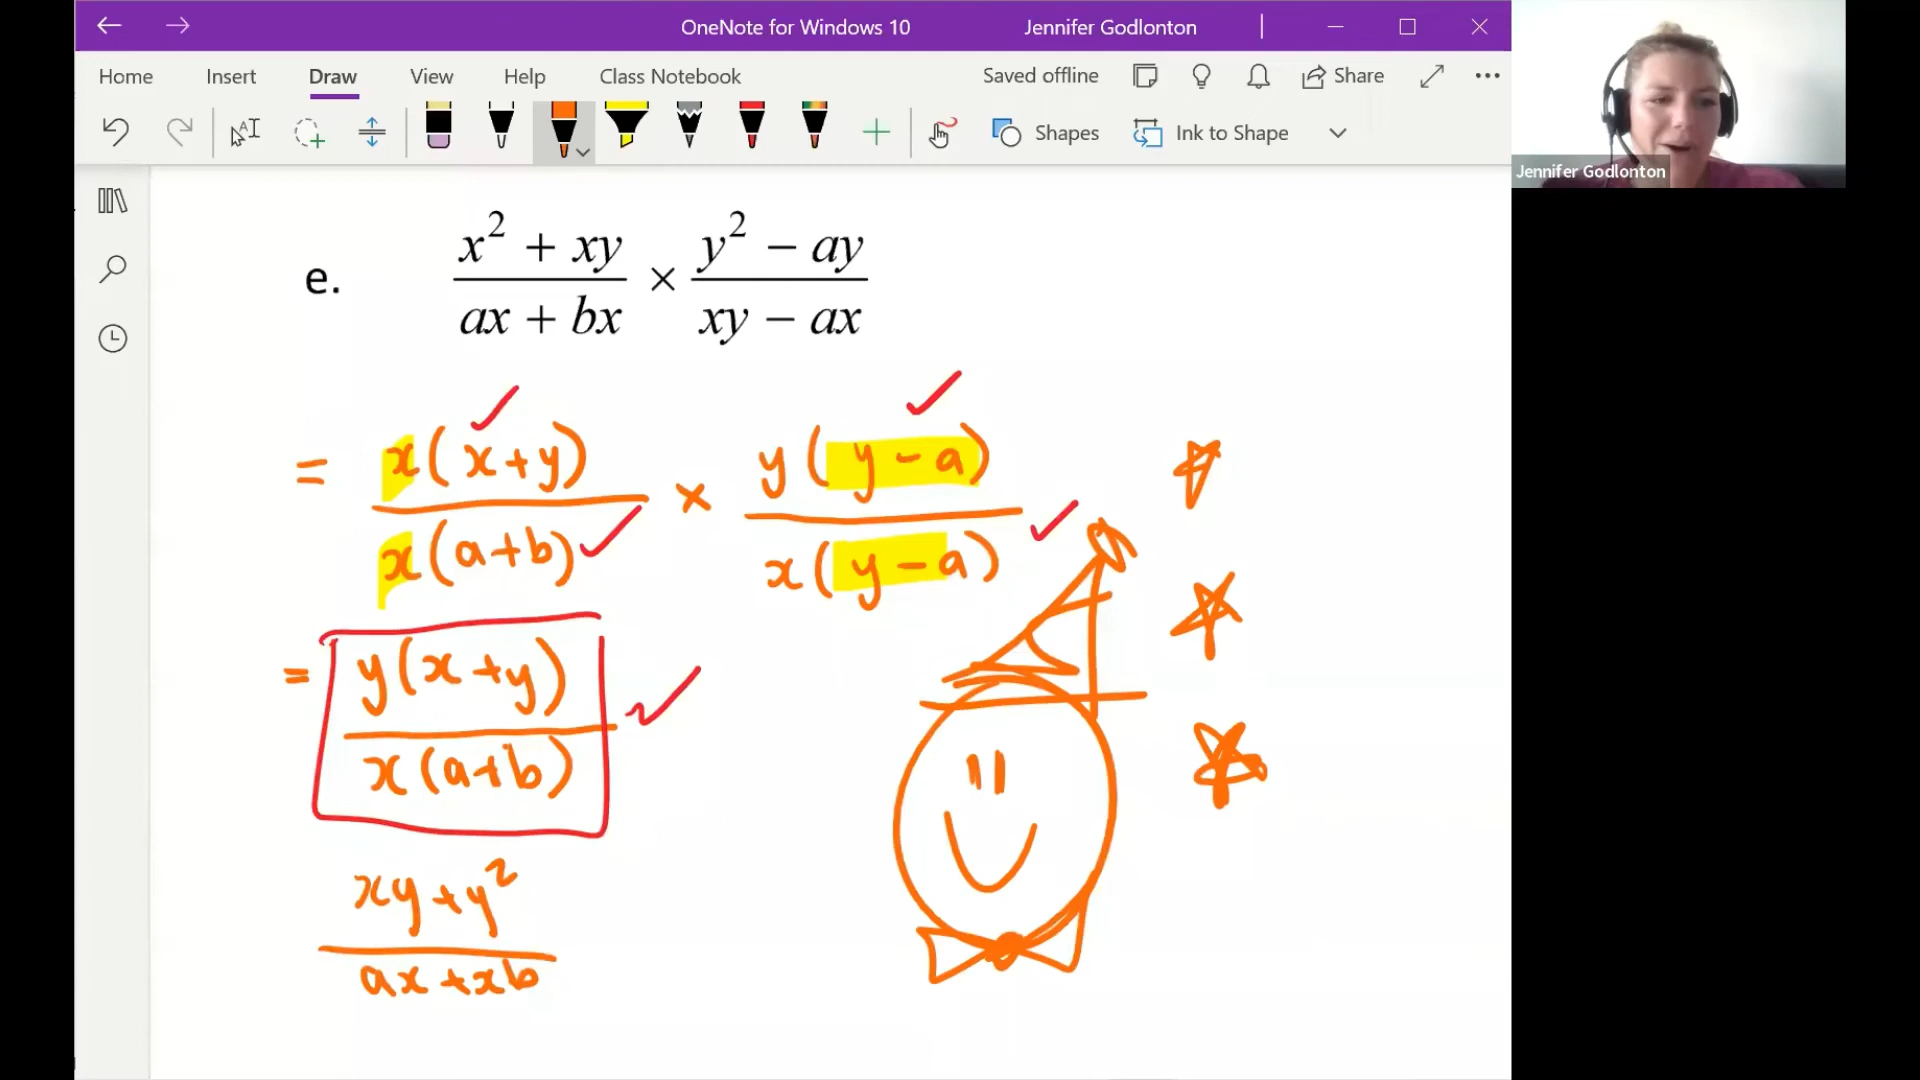 OneNote for Windows 10 Jennifer Godlonton
Home Insert Draw View Help Class Notebook Saved offline Share
Shapes Ink to Shape
Jennifer Godlonton
e. (x² + xy)/(ax + bx) × (y² − ay)/(xy − ax)
= x(x+y)/x(a+b) × y(y−a)/x(y−a)
= y(x+y)/x(a+b)
xy+y²
ax+xb